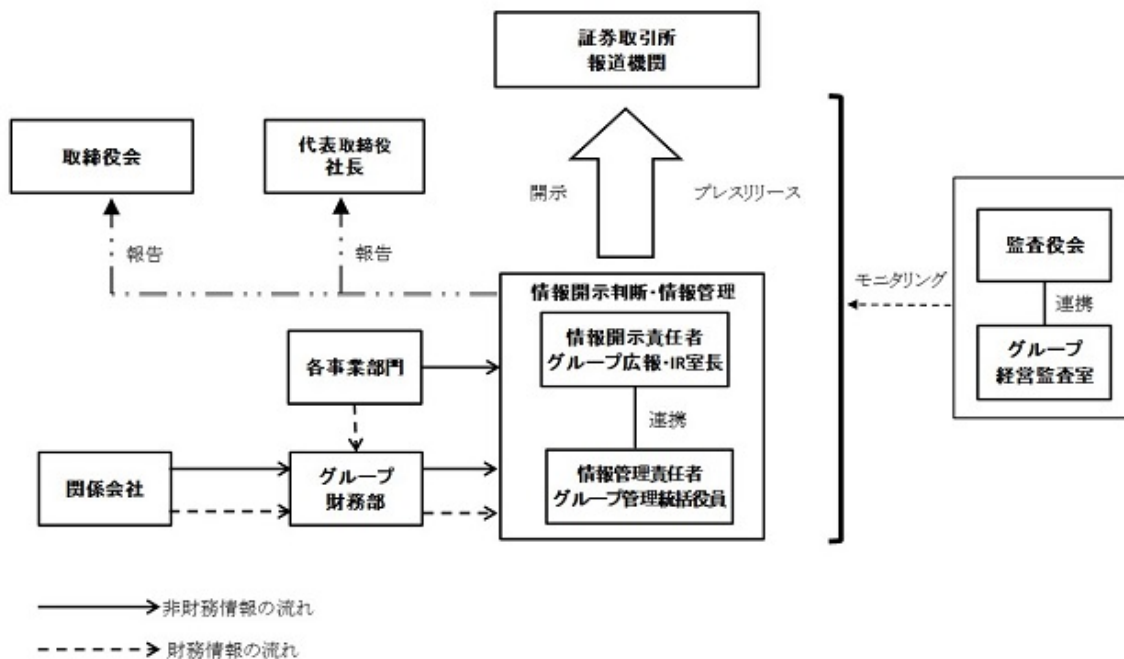 証券取引所
報道機関
取締役会
代表取締役
社長
開示
プレスリリース
報告
報告
監査役会
モニタリング
連携
グループ
経営監査室
情報開示判断・情報管理
情報開示責任者
グループ広報・IR室長
各事業部門
連携
関係会社
グループ
財務部
情報管理責任者
グループ管理統括役員
非財務情報の流れ
財務情報の流れ